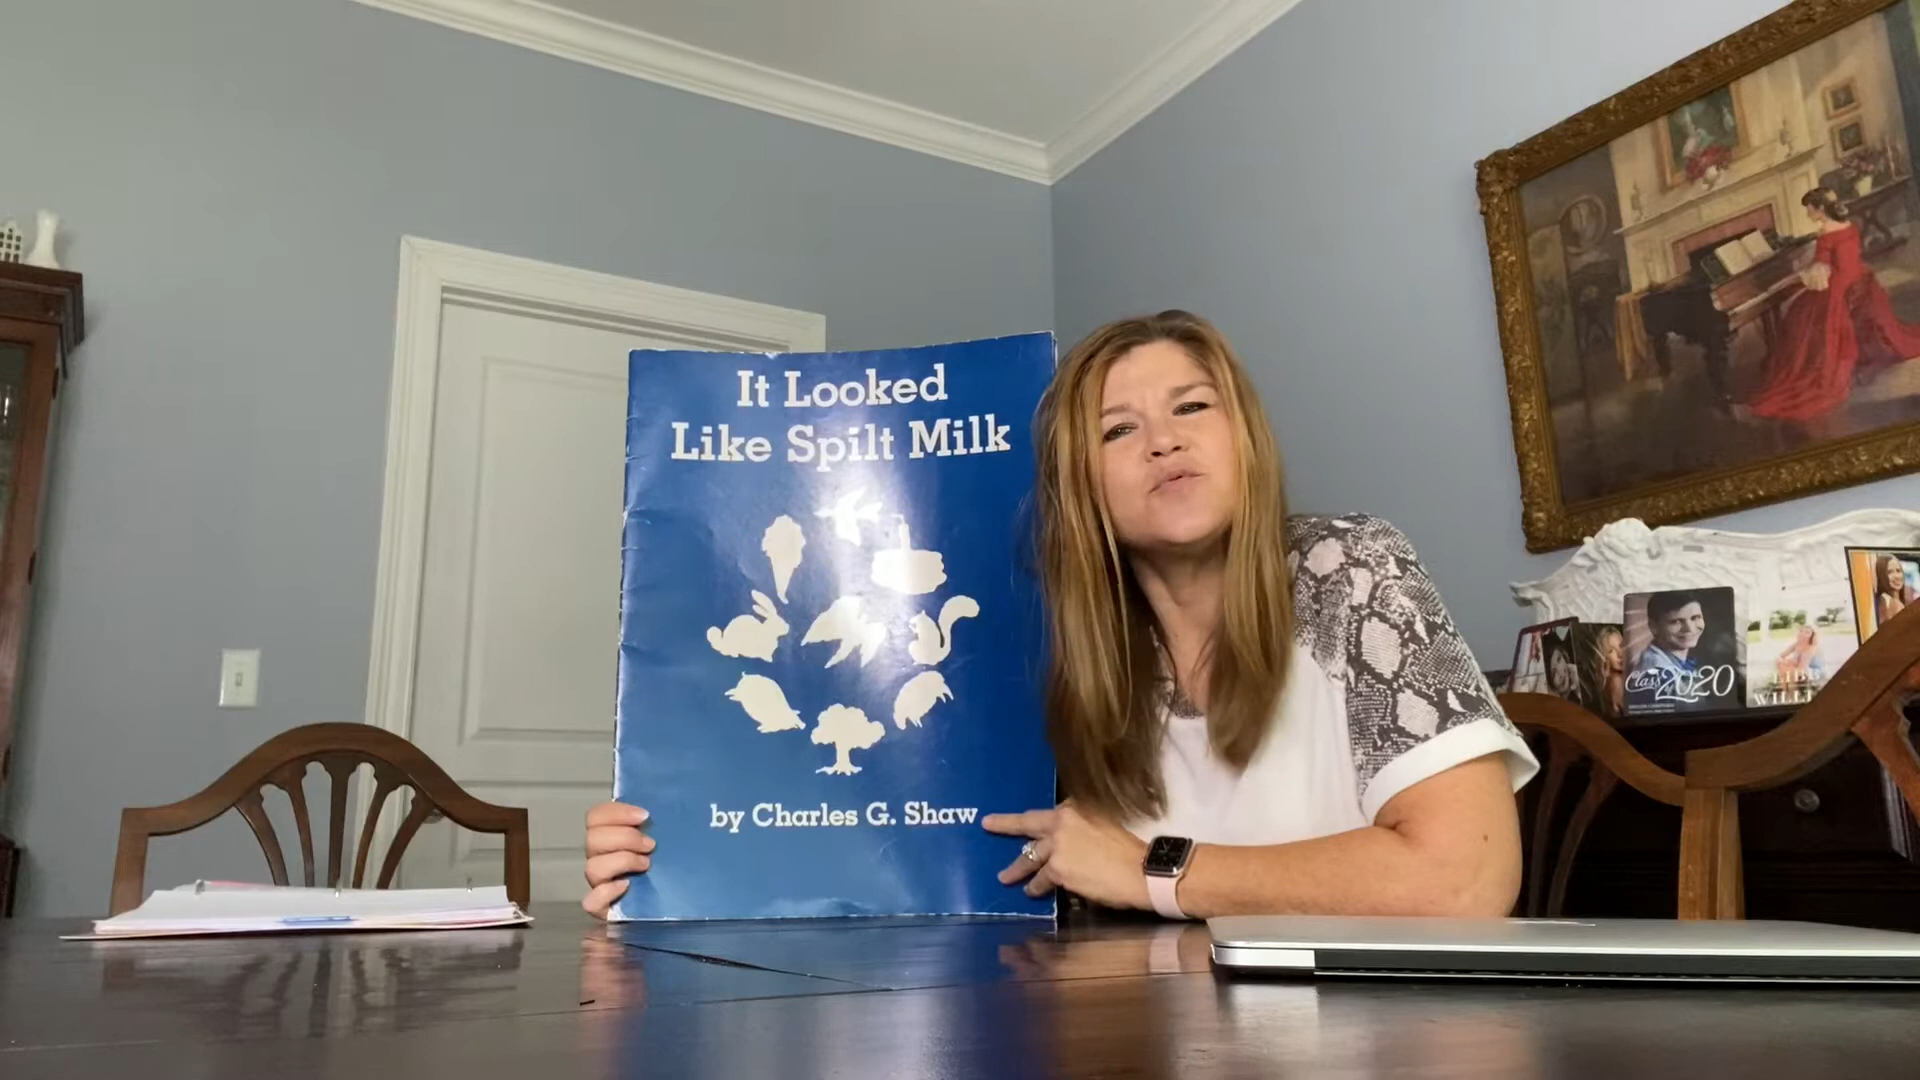 It Looked
Like Spilt Milk
by Charles G. Shaw
Class of 2020